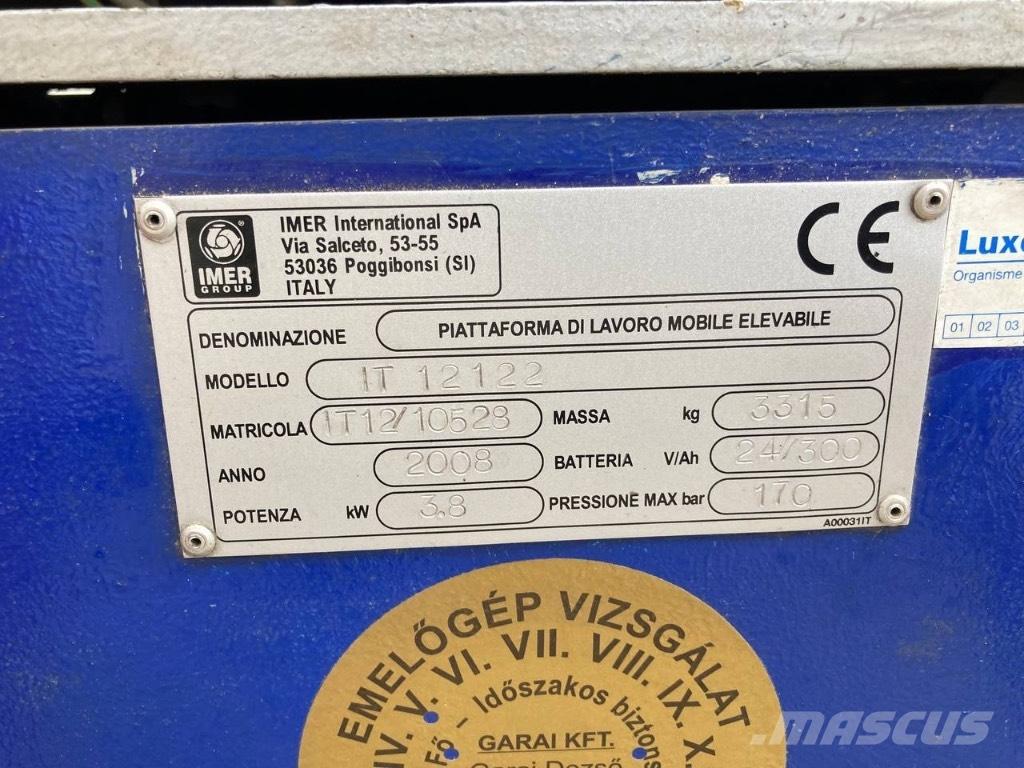 IMER
GROUP
IMER International SpA
Via Salceto, 53-55
53036 Poggibonsi (SI)
ITALY
CE
DENOMINAZIONE PIATTAFORMA DI LAVORO MOBILE ELEVABILE
MODELLO IT 12122
MATRICOLA IT12/10528 MASSA kg 3315
ANNO 2008 BATTERIA V/Ah 24/300
POTENZA kW 3.8 PRESSIONE MAX bar 170
A00031IT
Organisme
01 02 03
EMELŐGÉP VIZSGÁLAT
IV. V. VI. VII. VIII. IX. X.
Fő - Időszakos
GARAI KFT.
Garai Dezső
MASCUS